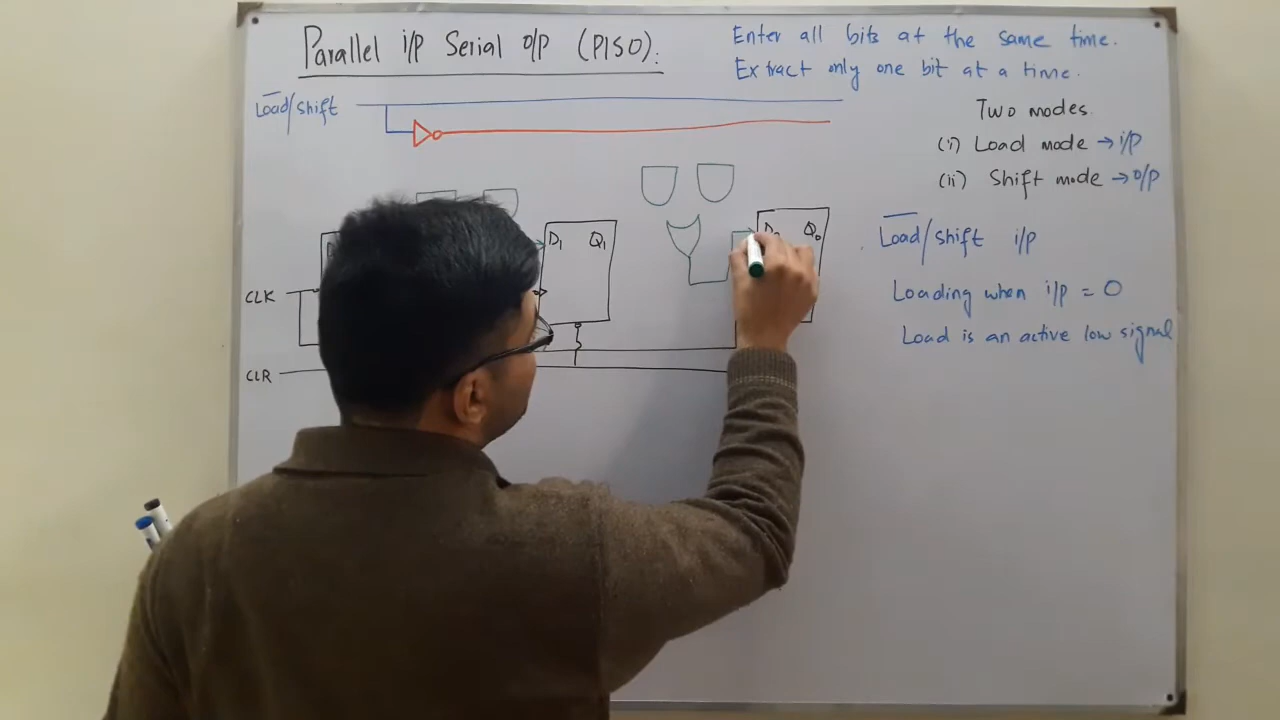 Parallel i/p Serial o/p (PISO).
Enter all bits at the same time.
Extract only one bit at a time.
Load/shift
Two modes
(i) Load mode → i/p
(ii) Shift mode → o/p
Load/shift i/p
Loading when i/p = 0
Load is an active low signal
D₁ Q₁
Q₀
CLK
CLR